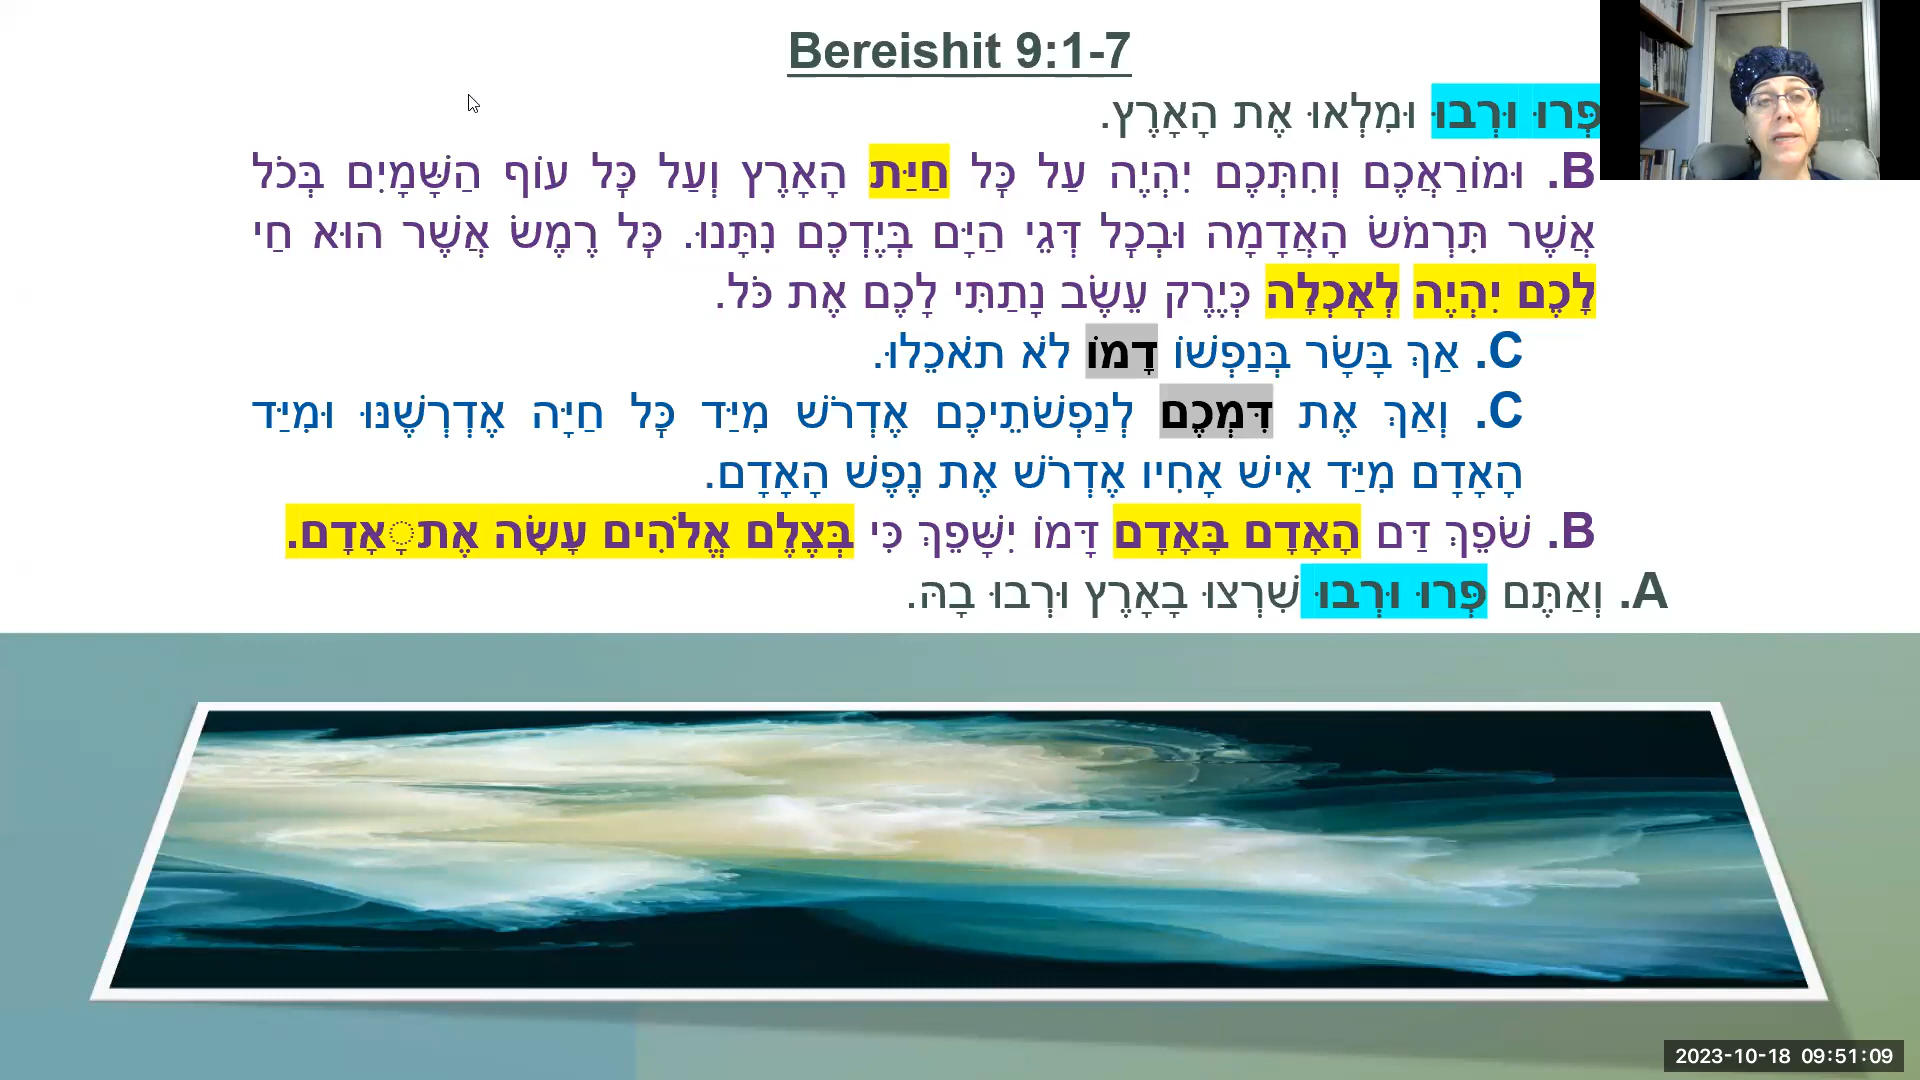 Bereishit 9:1-7
פְּרוּ וּרְבוּ וּמִלְאוּ אֶת הָאָרֶץ.
B. וּמוֹרַאֲכֶם וְחִתְּכֶם יִהְיֶה עַל כׇּל חַיַּת הָאָרֶץ וְעַל כׇּל עוֹף הַשָּׁמָיִם בְּכֹל
אֲשֶׁר תִּרְמֹשׂ הָאֲדָמָה וּבְכׇל דְּגֵי הַיָּם בְּיֶדְכֶם נִתָּנוּ. כׇּל רֶמֶשׂ אֲשֶׁר הוּא חַי
לָכֶם יִהְיֶה לְאׇכְלָה כְּיֶרֶק עֵשֶׂב נָתַתִּי לָכֶם אֶת כֹּל.
C. אַךְ בָּשָׂר בְּנַפְשׁוֹ דָמוֹ לֹא תֹאכֵלוּ.
C. וְאַךְ אֶת דִּמְכֶם לְנַפְשֹׁתֵיכֶם אֶדְרֹשׁ מִיַּד כׇּל חַיָּה אֶדְרְשֶׁנּוּ וּמִיַּד
הָאָדָם מִיַּד אִישׁ אָחִיו אֶדְרֹשׁ אֶת נֶפֶשׁ הָאָדָם.
B. שֹׁפֵךְ דַּם הָאָדָם בָּאָדָם דָּמוֹ יִשָּׁפֵךְ כִּי בְּצֶלֶם אֱלֹהִים עָשָׂה אֶת◌ָאָדָם.
A. וְאַתֶּם פְּרוּ וּרְבוּ שִׁרְצוּ בָאָרֶץ וּרְבוּ בָהּ.
2023-10-18 09:51:09